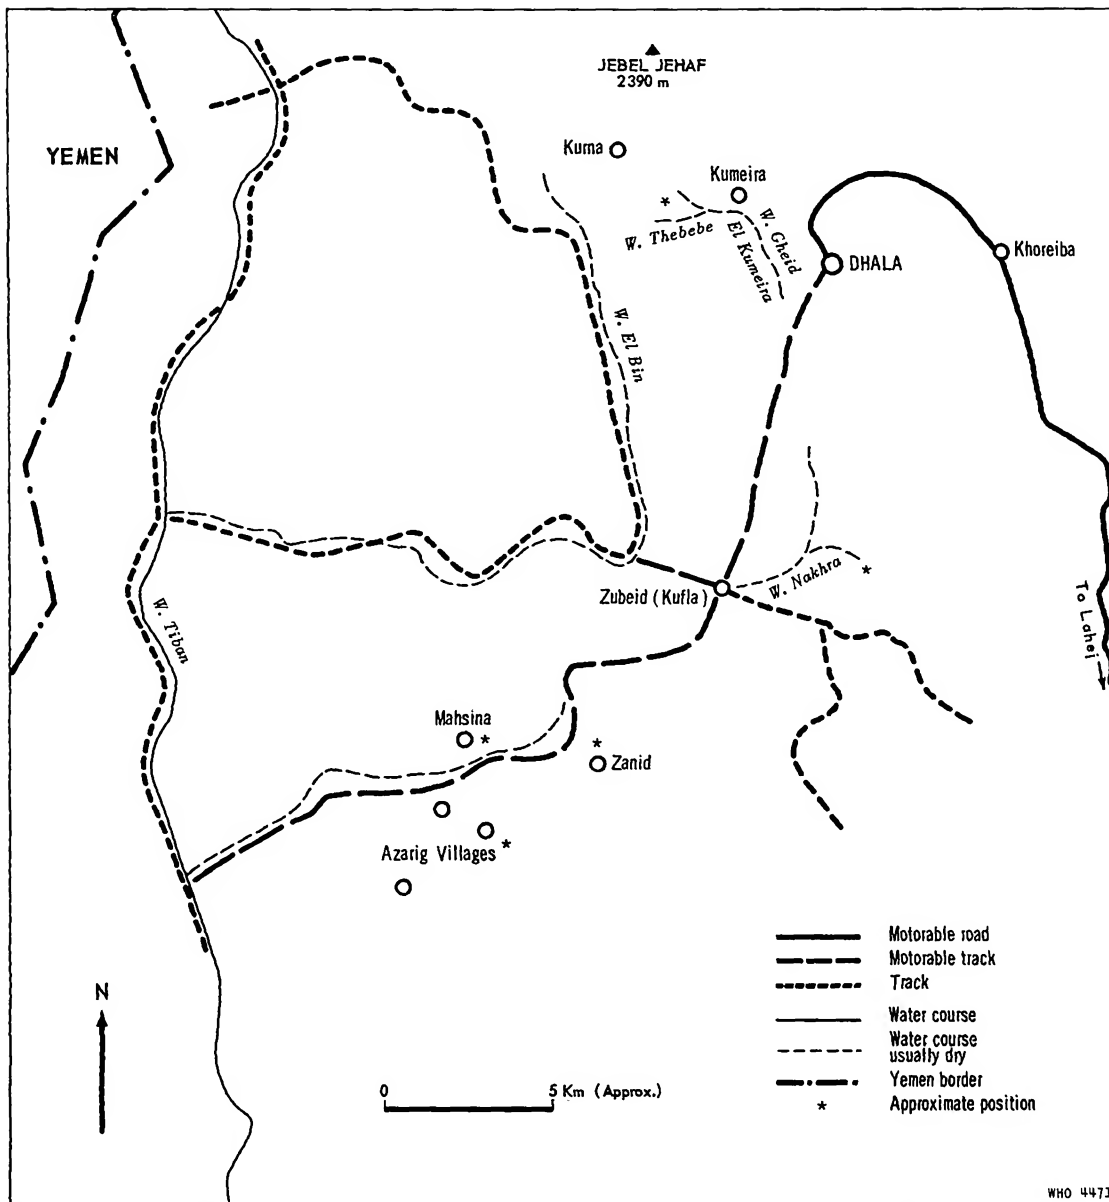 JEBEL JEHAF
2390 m
YEMEN
Kuma
Kumeira
W. Thebebe
W. Gheid
El Kumeira
DHALA
Khoreiba
W. El Bin
W. Nakhra
Zubeid (Kufla)
To Lahej
W. Tiban
Mahsina
*
*
Zanid
Azarig Villages
*
Motorable road
Motorable track
Track
Water course
Water course
usually dry
Yemen border
* Approximate position
N
0 5 Km (Approx.)
WHO 4473